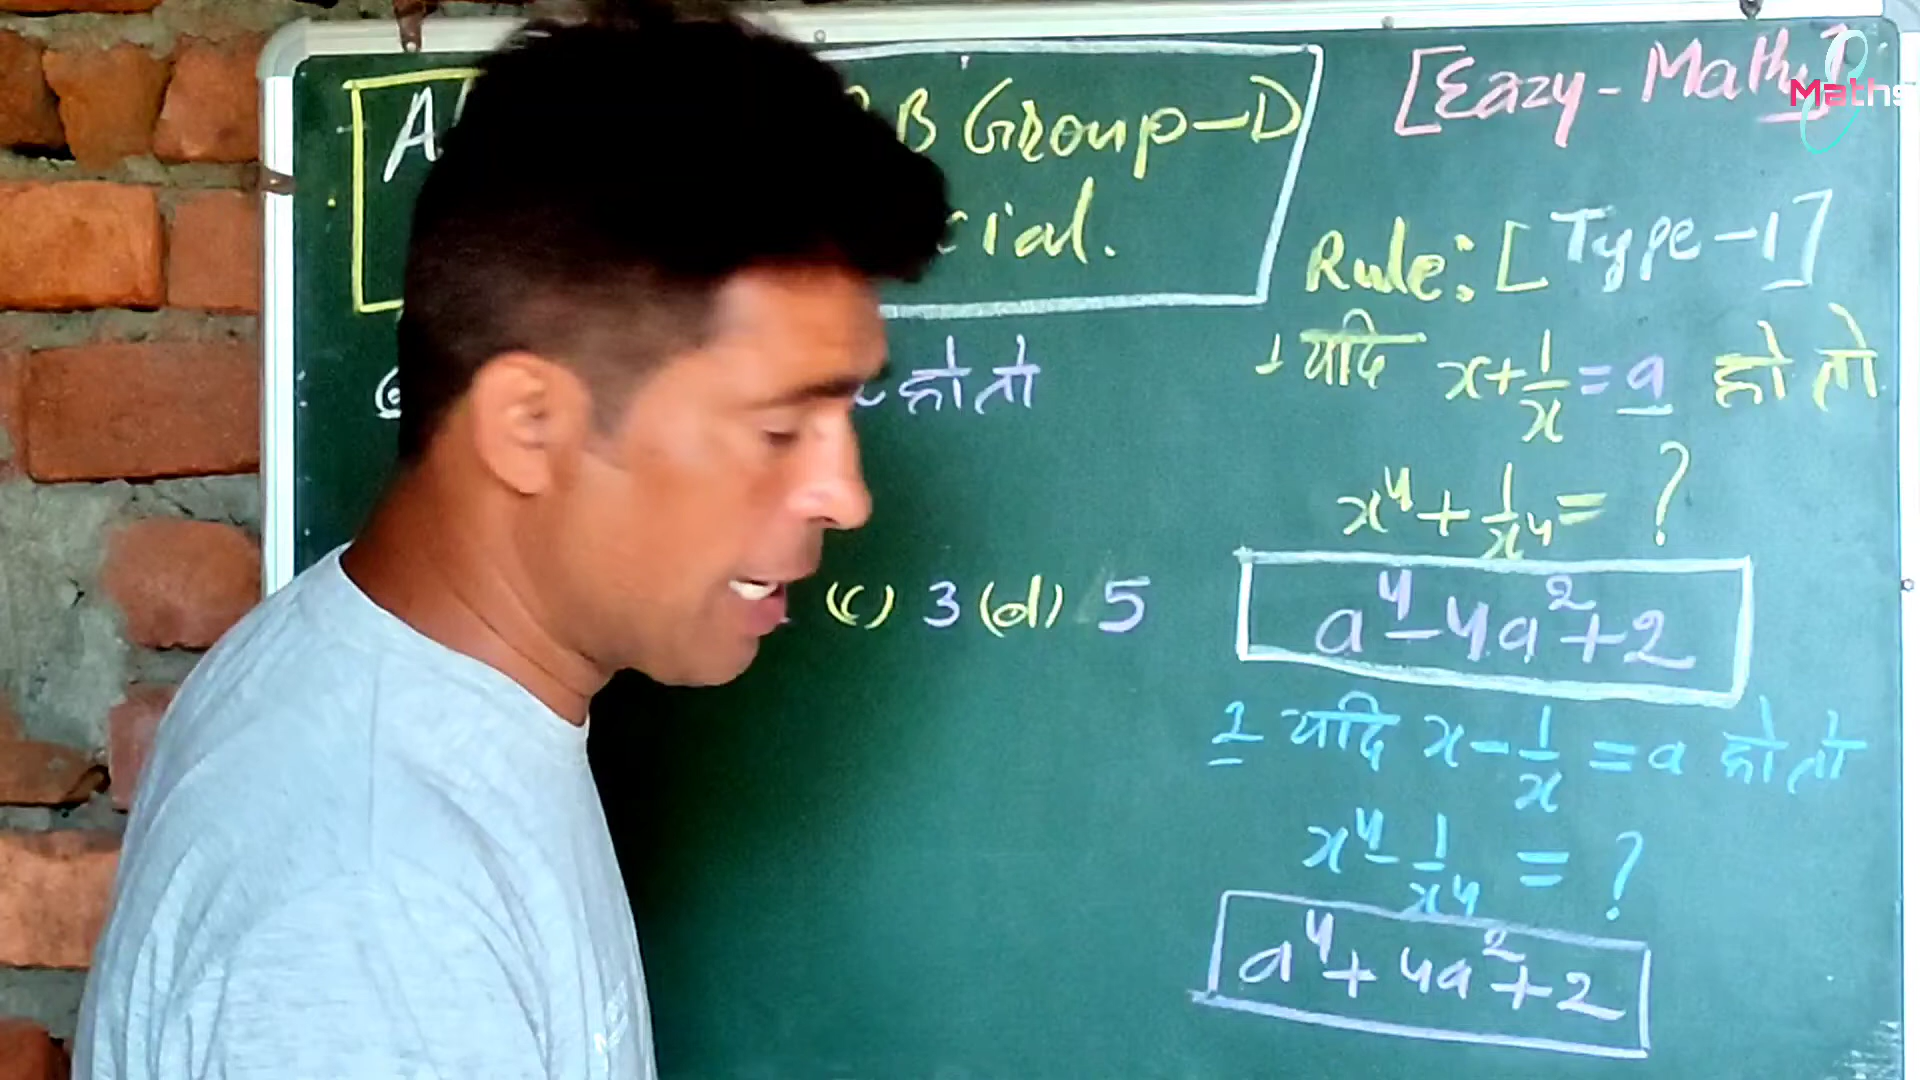 B Group-D
cial.
[Eazy-Maths]
Maths
Rule: [Type-1]
हो तो
1 यदि x+1/x=a हो तो
x⁴+1/x⁴= ?
(c) 3 (d) 5
a⁴-4a²+2
2 यदि x-1/x=a हो तो
x⁴-1/x⁴= ?
a⁴+4a²+2